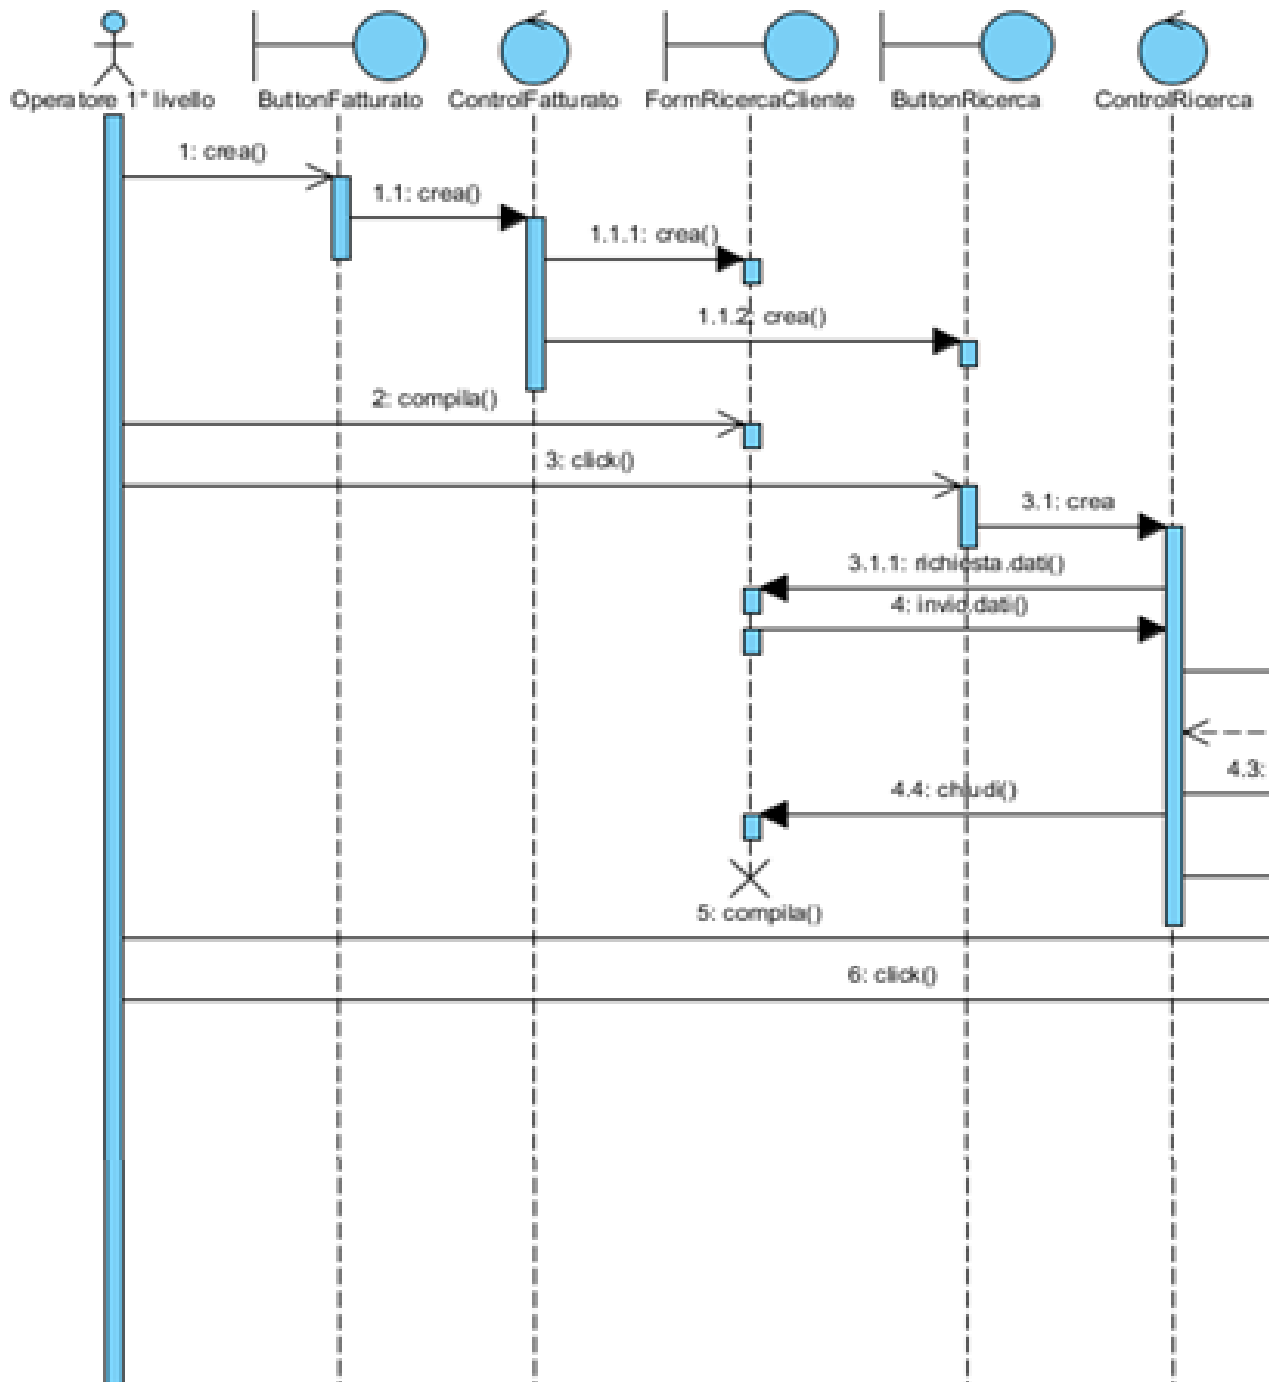 Operatore 1° livello
ButtonFatturato
ControlFatturato
FormRicercaCliente
ButtonRicerca
ControlRicerca
1: crea()
1.1: crea()
1.1.1: crea()
1.1.2: crea()
2: compila()
3: click()
3.1: crea
3.1.1: richiesta.dati()
4: invio.dati()
4.3:
4.4: chiudi()
5: compila()
6: click()